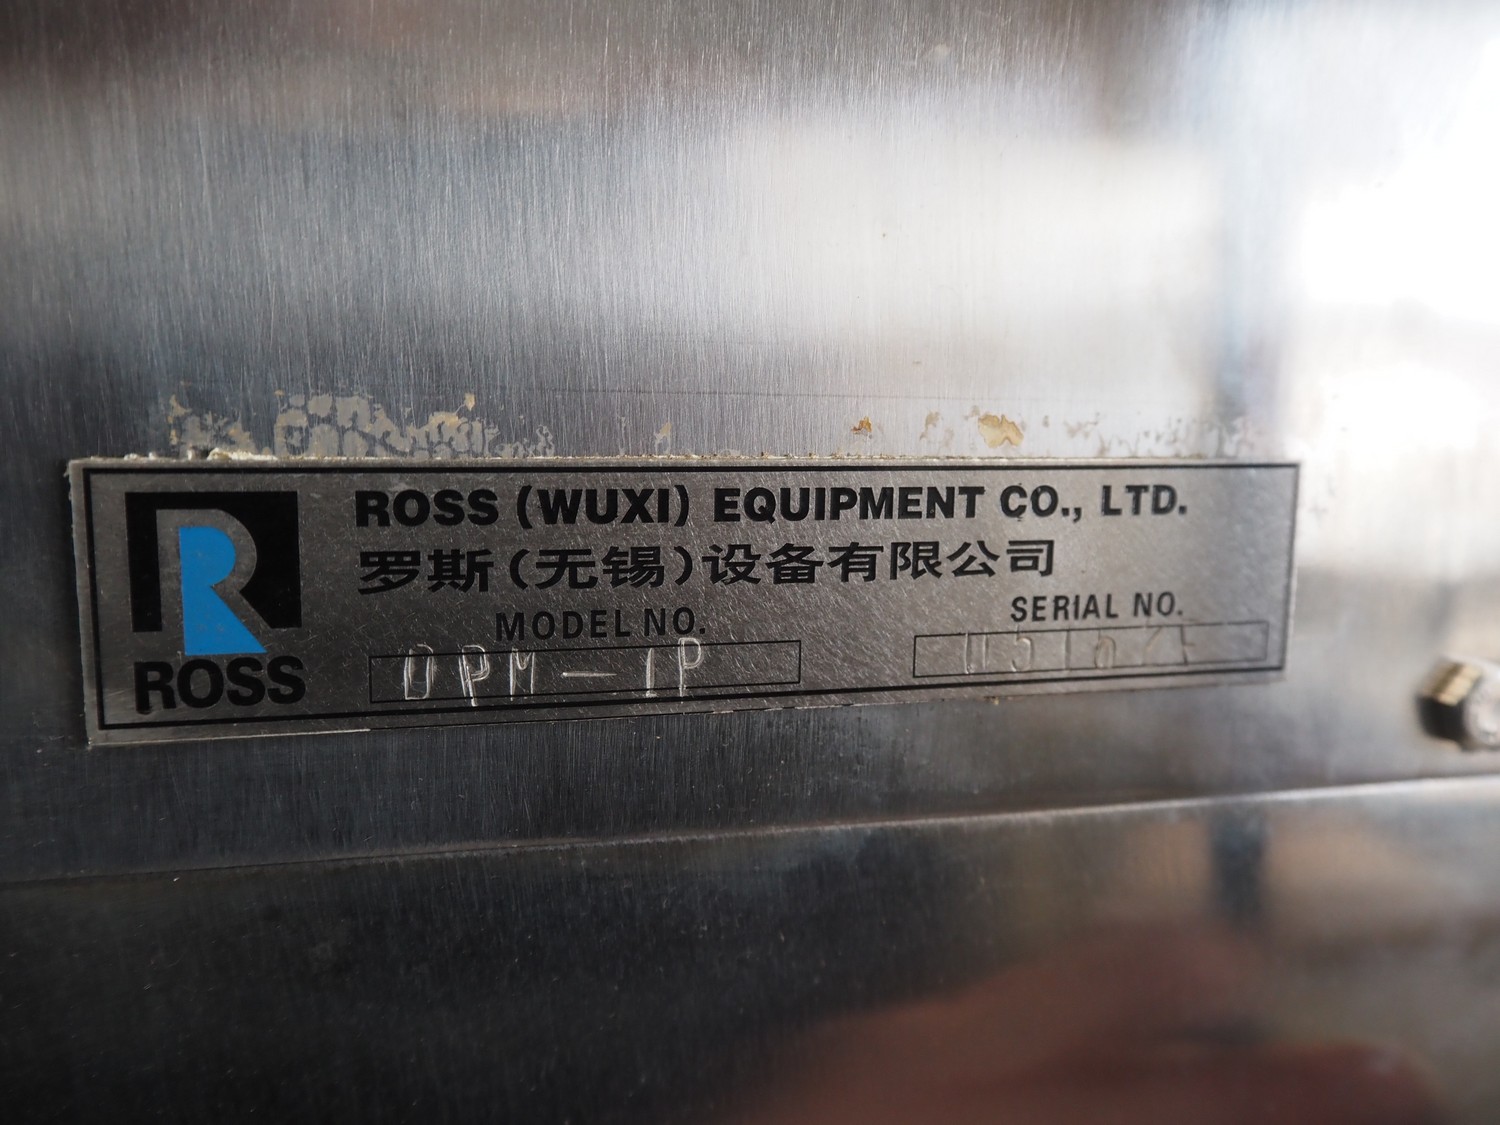 ROSS (WUXI) EQUIPMENT CO., LTD.
罗斯(无锡)设备有限公司
MODEL NO.
SERIAL NO.
DPM-1P
R
ROSS